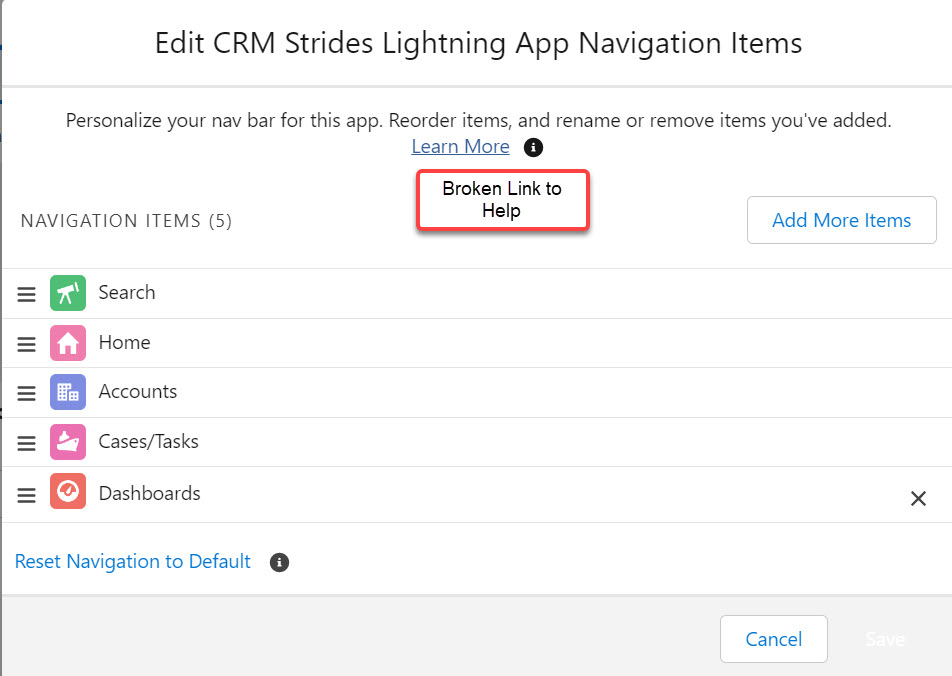 Edit CRM Strides Lightning App Navigation Items
Personalize your nav bar for this app. Reorder items, and rename or remove items you've added.
Learn More
Broken Link to
Help
NAVIGATION ITEMS (5)
Add More Items
Search
Home
Accounts
Cases/Tasks
Dashboards
Reset Navigation to Default
Cancel
Save